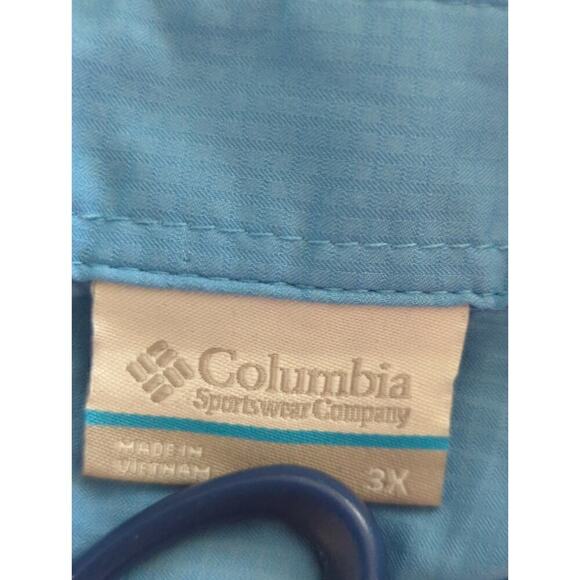 Columbia
Sportswear Company
MADE IN
VIETNAM
3X